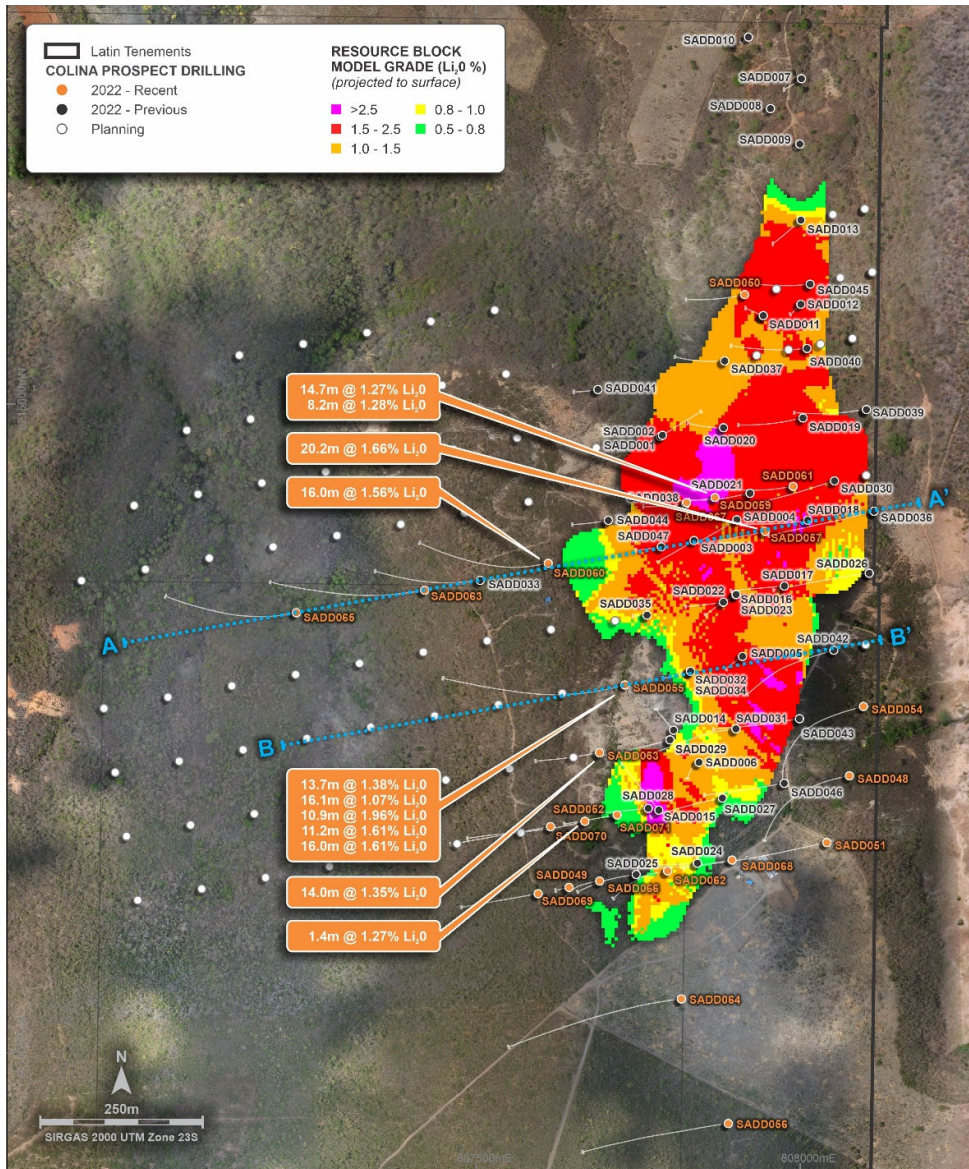 Latin Tenements
COLINA PROSPECT DRILLING
2022 - Recent
2022 - Previous
Planning
RESOURCE BLOCK
MODEL GRADE (Li₂0 %)
(projected to surface)
>2.5
1.5 - 2.5
1.0 - 1.5
0.8 - 1.0
0.5 - 0.8
SADD010
SADD007
SADD008
SADD009
SADD013
SADD050
SADD045
SADD012
SADD011
SADD040
SADD037
SADD041
SADD039
SADD019
SADD002
SADD001
SADD020
14.7m @ 1.27% Li₂0
8.2m @ 1.28% Li₂0
20.2m @ 1.66% Li₂0
16.0m @ 1.56% Li₂0
SADD021
SADD061
SADD030
SADD038
SADD059
SADD067
A'
SADD044
SADD004
SADD018
SADD036
SADD057
SADD047
SADD003
SADD026
SADD060
SADD033
SADD063
SADD017
SADD022
SADD016
SADD023
SADD065
SADD035
A
SADD042
B'
SADD005
SADD032
SADD034
SADD055
SADD054
B
SADD014
SADD031
SADD043
SADD029
SADD053
SADD006
SADD048
13.7m @ 1.38% Li₂0
16.1m @ 1.07% Li₂0
10.9m @ 1.96% Li₂0
11.2m @ 1.61% Li₂0
16.0m @ 1.61% Li₂0
SADD028
SADD046
SADD027
SADD052
SADD015
SADD071
SADD070
SADD051
SADD024
SADD025
SADD068
SADD049
SADD062
SADD066
SADD069
14.0m @ 1.35% Li₂0
1.4m @ 1.27% Li₂0
SADD064
N
250m
SIRGAS 2000 UTM Zone 23S
SADD056
808000mE